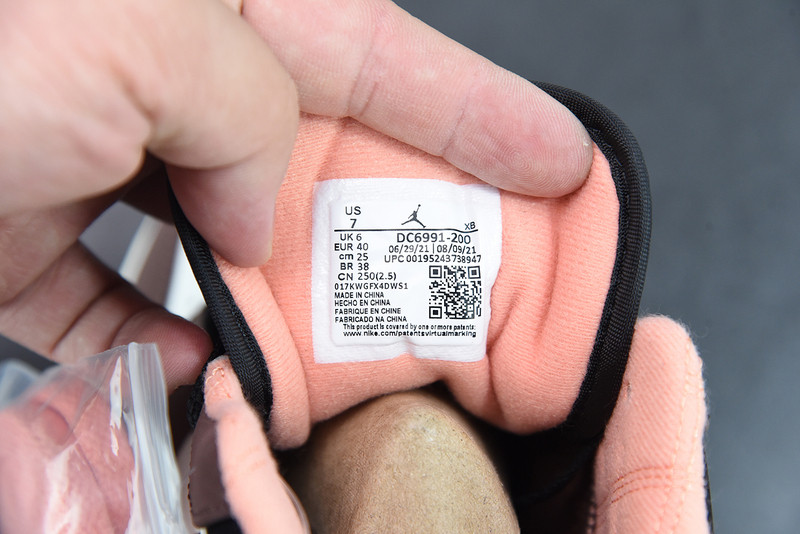 US
7
XB
UK 6
EUR 40
cm 25
BR 38
CN 250(2.5)
DC6991-200
06/29/21 | 08/09/21
UPC 00195243738947
017KWGFX4DWS1
MADE IN CHINA
HECHO EN CHINA
FABRIQUE EN CHINE
FABRICADO NA CHINA
This product is covered by one or more patents:
www.nike.com/patentsvirtualmarking